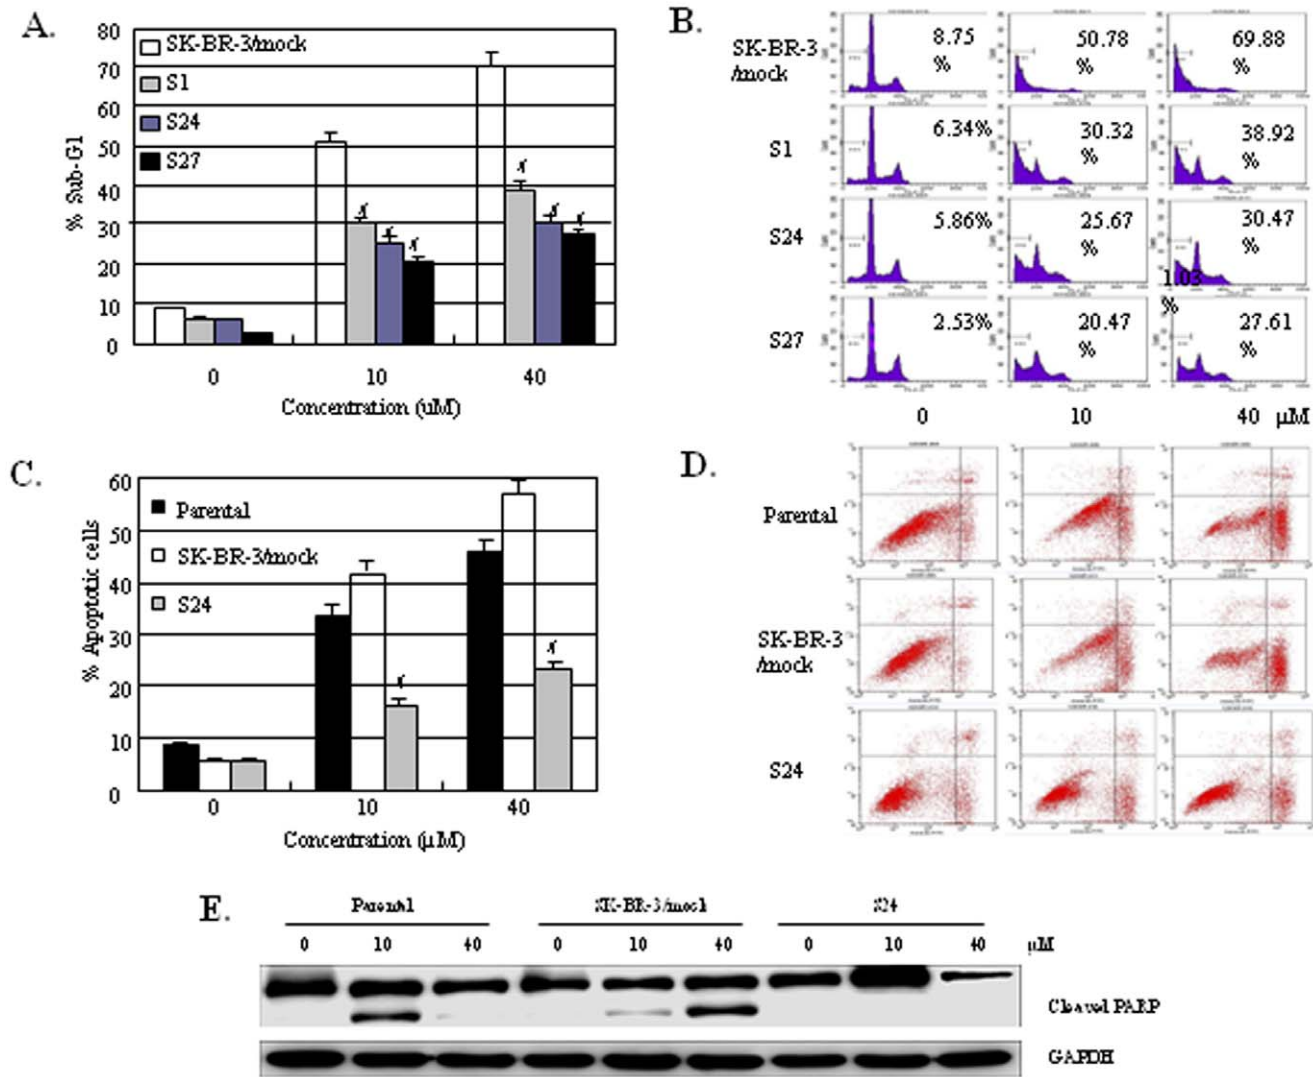 A.
80
70
60
50
40
30
20
10
0
% Sub-G1
SK-BR-3/mock
S1
S24
S27
0 10 40
Concentration (uM)
B.
SK-BR-3
/mock
8.75
%
50.78
%
69.88
%
S1
6.34%
30.32
%
38.92
%
S24
5.86%
25.67
%
30.47
%
1.03
%
S27
2.53%
20.47
%
27.61
%
0 10 40 µM
C.
60
50
40
30
20
10
0
% Apoptotic cells
Parental
SK-BR-3/mock
S24
0 10 40
Concentration (µM)
D.
Parental
SK-BR-3
/mock
S24
E.
Parental SK-BR-3/mock S24
0 10 40 0 10 40 0 10 40 µM
Cleaved PARP
GAPDH